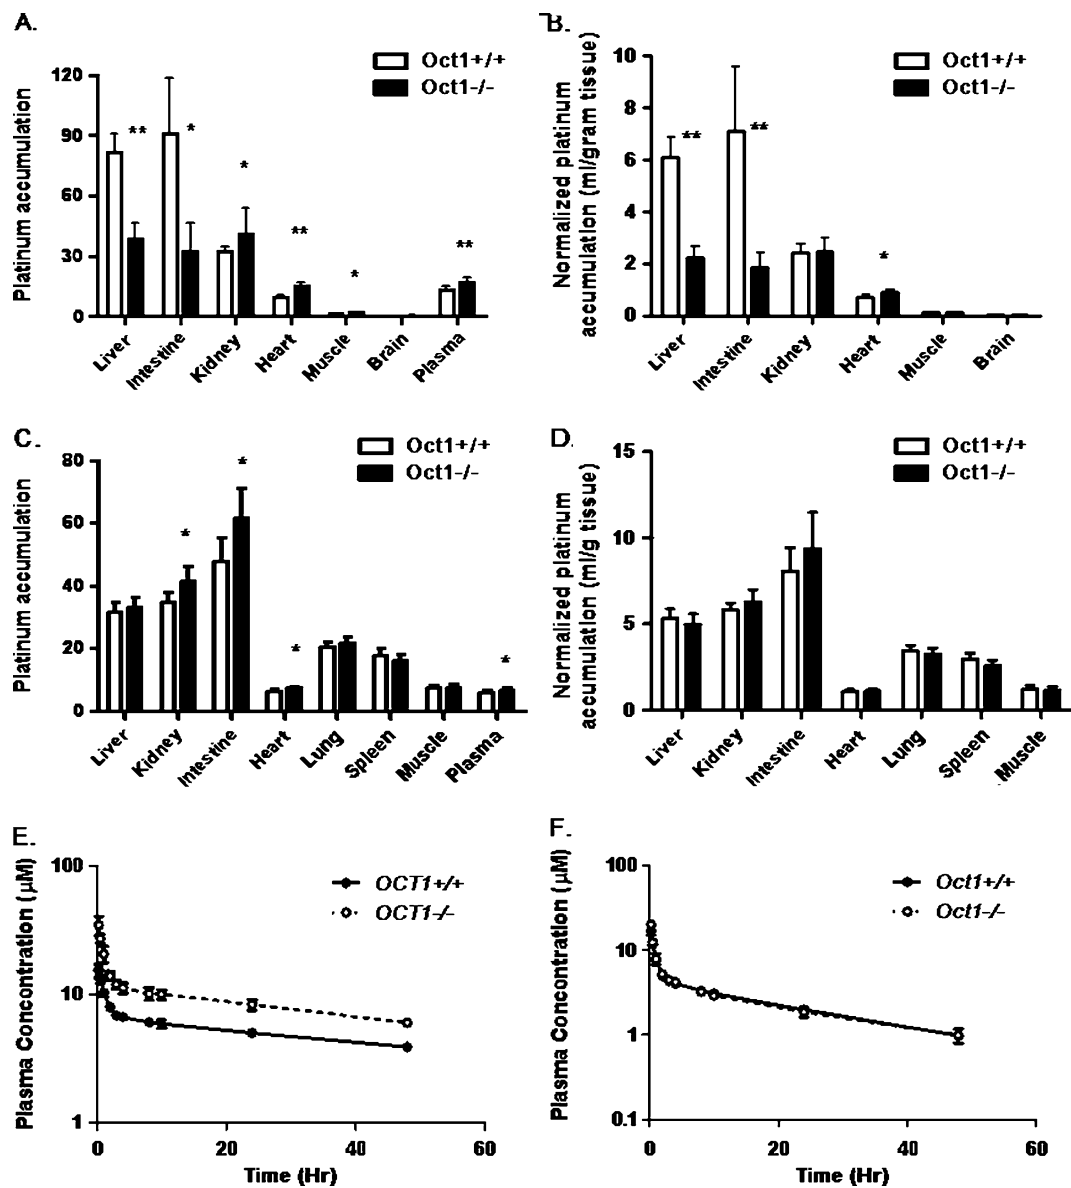 A.
Oct1+/+
Oct1-/-
Platinum accumulation
120
90
60
30
0
** * * ** * **
Liver Intestine Kidney Heart Muscle Brain Plasma
B.
Oct1+/+
Oct1-/-
Normalized platinum
accumulation (ml/gram tissue)
10
8
6
4
2
0
** ** *
Liver Intestine Kidney Heart Muscle Brain
C.
Oct1+/+
Oct1-/-
Platinum accumulation
80
60
40
20
0
* * * *
Liver Kidney Intestine Heart Lung Spleen Muscle Plasma
D.
Oct1+/+
Oct1-/-
Normalized platinum
accumulation (ml/g tissue)
15
10
5
0
Liver Kidney Intestine Heart Lung Spleen Muscle
E.
OCT1+/+
OCT1-/-
Plasma Concentration (µM)
100
10
1
0 20 40 60
Time (Hr)
F.
Oct1+/+
Oct1-/-
Plasma Concentration (µM)
100
10
1
0.1
0 20 40 60
Time (Hr)